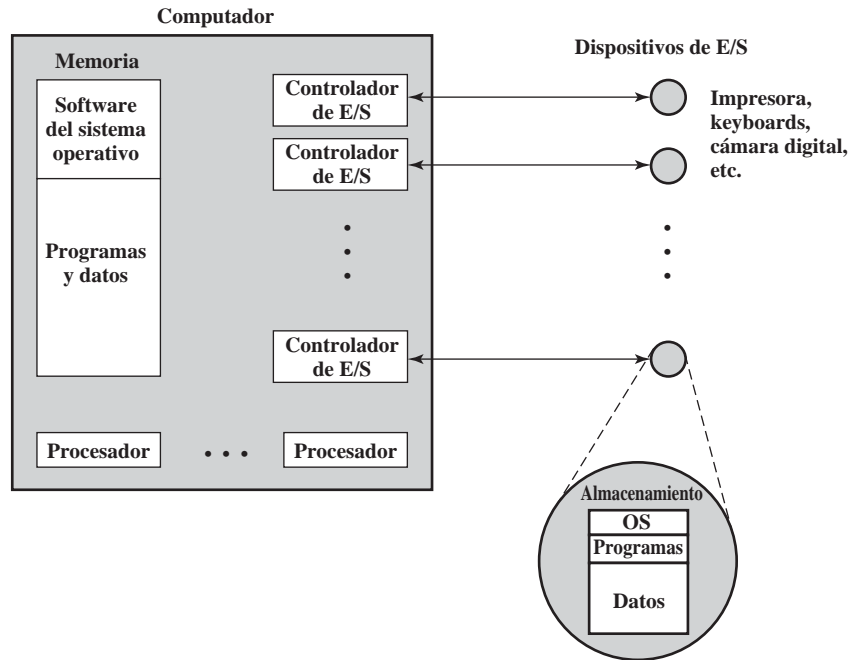 Computador
Memoria
Software
del sistema
operativo
Programas
y datos
Controlador
de E/S
Controlador
de E/S
Controlador
de E/S
Procesador
Procesador
Dispositivos de E/S
Impresora,
keyboards,
cámara digital,
etc.
Almacenamiento
OS
Programas
Datos